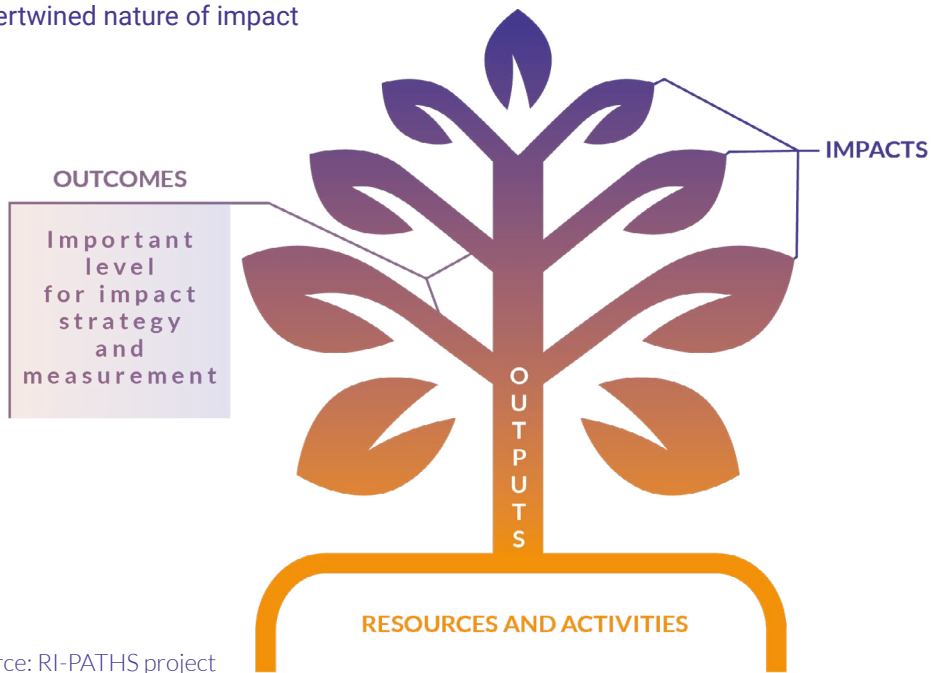 ertwined nature of impact
IMPACTS
OUTCOMES
Important
level
for impact
strategy
and
measurement
OUTPUTS
RESOURCES AND ACTIVITIES
rce: RI-PATHS project